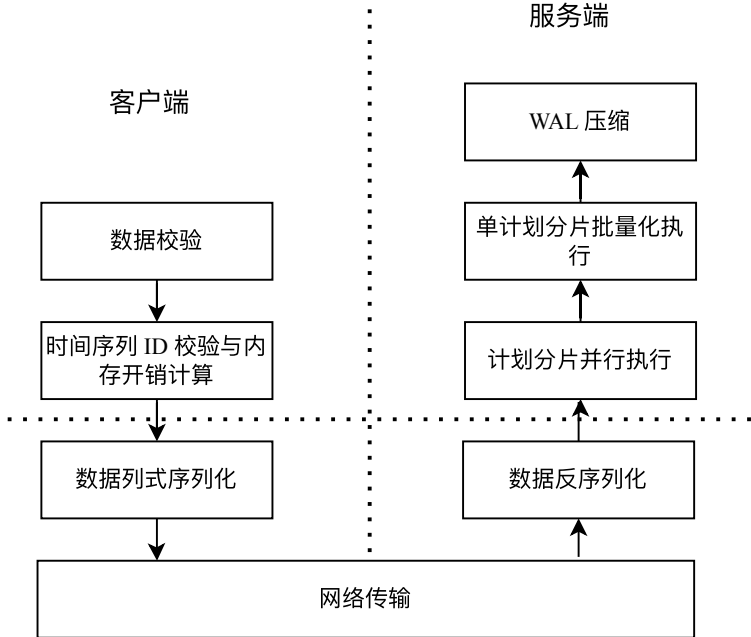 服务端
客户端
WAL 压缩
数据校验
单计划分片批量化执
行
时间序列 ID 校验与内
存开销计算
计划分片并行执行
数据列式序列化
数据反序列化
网络传输